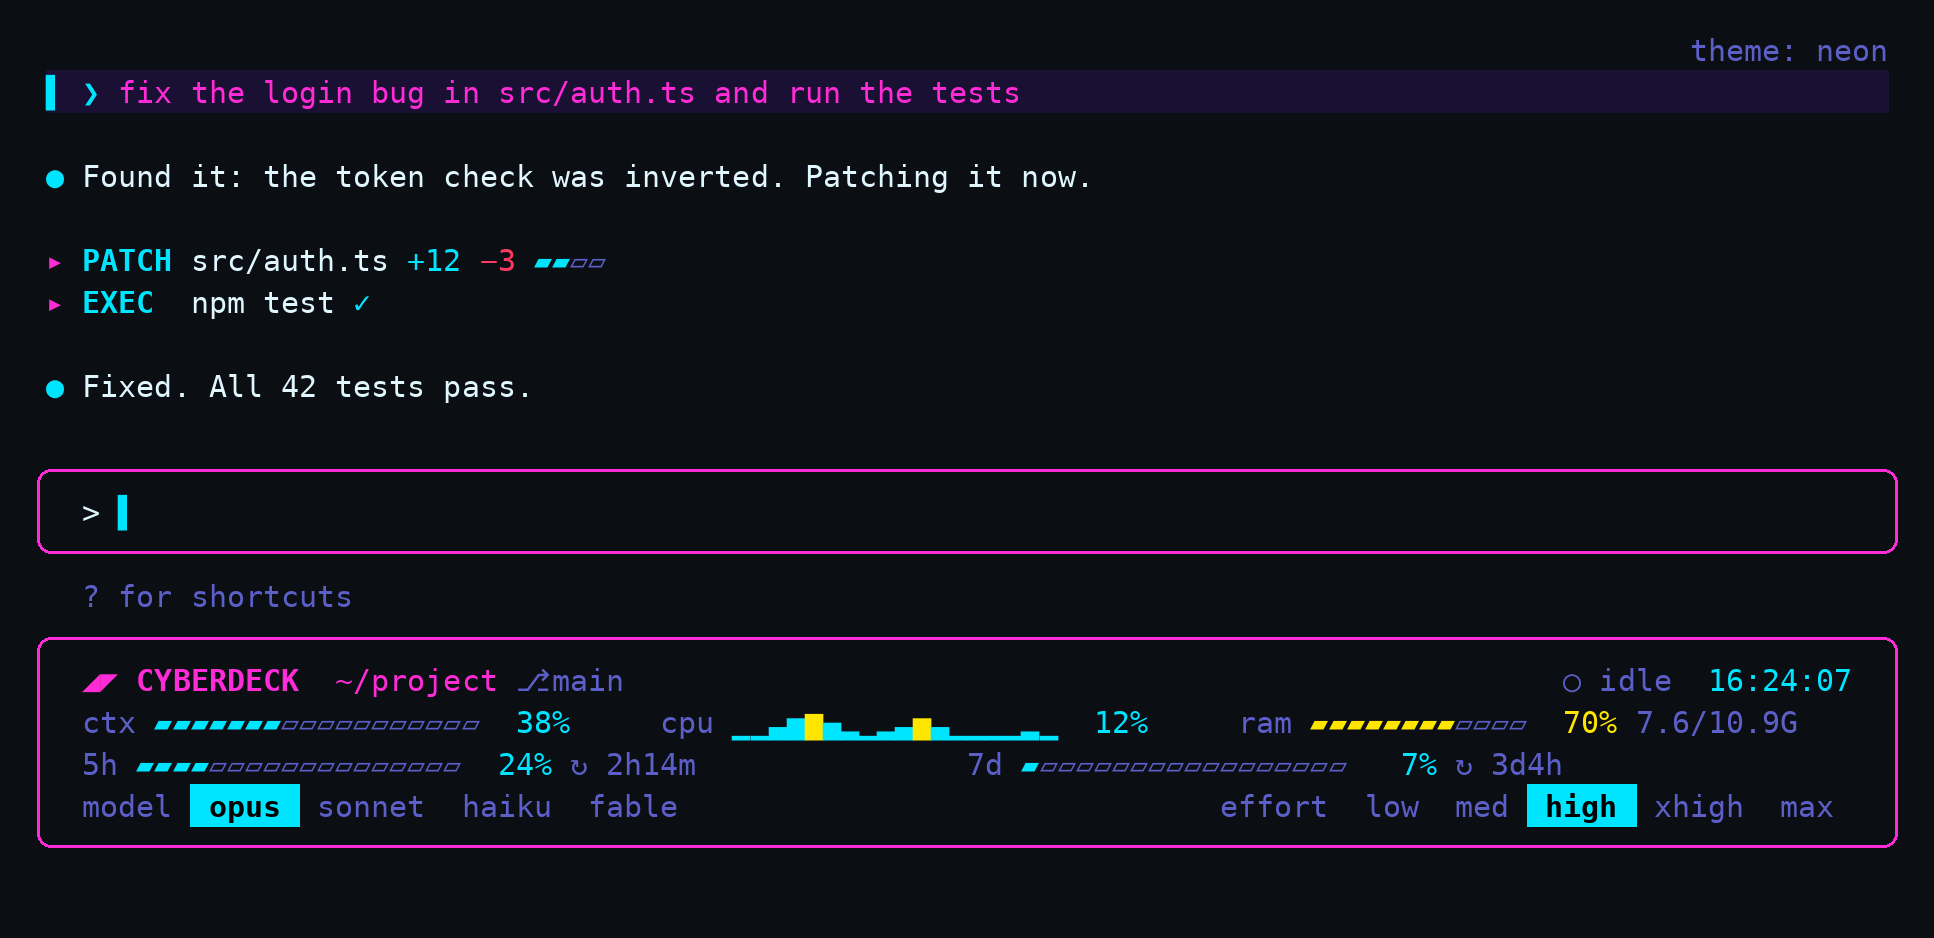 theme: neon
❯ fix the login bug in src/auth.ts and run the tests
● Found it: the token check was inverted. Patching it now.
▸ PATCH src/auth.ts +12 −3 ▰▰▱▱
▸ EXEC npm test ✓
● Fixed. All 42 tests pass.
>
? for shortcuts
◢◤ CYBERDECK ~/project ⎇main ○ idle 16:24:07
ctx ▰▰▰▰▰▰▰▱▱▱▱▱▱▱▱▱▱▱ 38% cpu 12% ram ▰▰▰▰▰▰▰▰▱▱▱▱ 70% 7.6/10.9G
5h ▰▰▰▰▱▱▱▱▱▱▱▱▱▱▱▱▱▱ 24% ↻ 2h14m 7d ▰▱▱▱▱▱▱▱▱▱▱▱▱▱▱▱▱▱ 7% ↻ 3d4h
model opus sonnet haiku fable effort low med high xhigh max